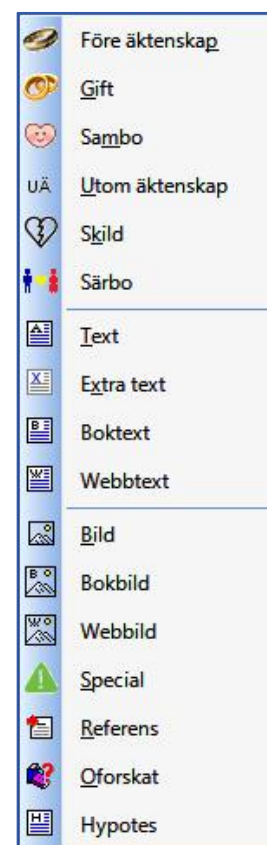 Före äktenskap
Gift
Sambo
UÄ Utom äktenskap
Skild
Särbo
A Text
X Extra text
B Boktext
W Webbtext
Bild
B Bokbild
W Webbild
! Special
Referens
? Oforskat
H Hypotes